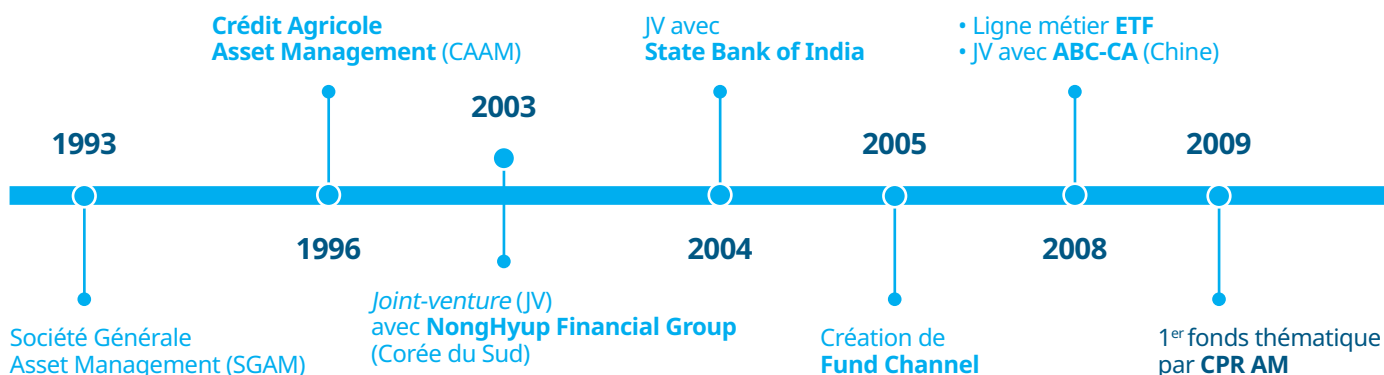 Crédit Agricole
Asset Management (CAAM)
JV avec
State Bank of India
• Ligne métier ETF
• JV avec ABC-CA (Chine)
1993
2003
2005
2009
1996
2004
2008
Société Générale
Asset Management (SGAM)
Joint-venture (JV)
avec NongHyup Financial Group
(Corée du Sud)
Création de
Fund Channel
1er fonds thématique
par CPR AM